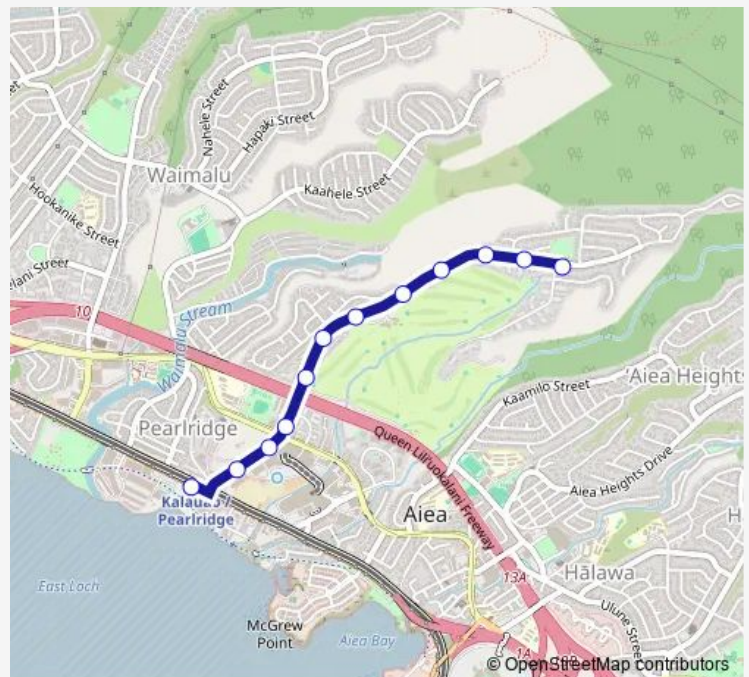 Nahele Street
Hapaki Street
Waimalu
Kaahele Street
Hookanike Street
elani Street
10
Waimalu Stream
'Aiea Heights
Kaamilo Street
Pearlridge
Queen Liliʻuokalani Freeway
Aiea Heights Drive
Kalauao /
Pearlridge
Aiea
H
East Loch
13A
Hālawa
McGrew
Point
Aiea Bay
Ulune Street
1A
© OpenStreetMap contributors